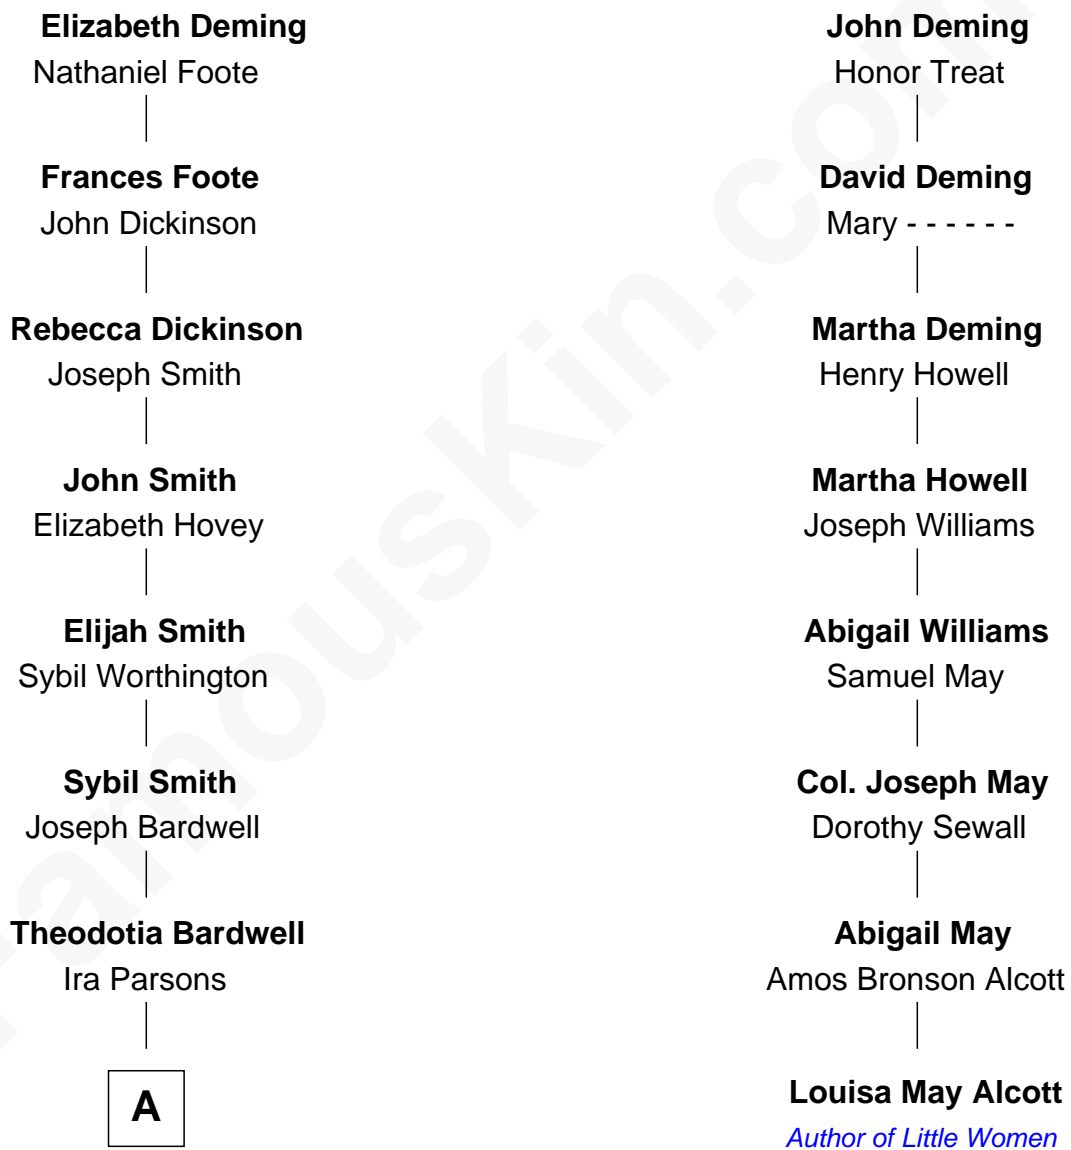 Elizabeth Deming
Nathaniel Foote
Frances Foote
John Dickinson
Rebecca Dickinson
Joseph Smith
John Smith
Elizabeth Hovey
Elijah Smith
Sybil Worthington
Sybil Smith
Joseph Bardwell
Theodotia Bardwell
Ira Parsons
A
John Deming
Honor Treat
David Deming
Mary - - - - - -
Martha Deming
Henry Howell
Martha Howell
Joseph Williams
Abigail Williams
Samuel May
Col. Joseph May
Dorothy Sewall
Abigail May
Amos Bronson Alcott
Louisa May Alcott
Author of Little Women
FamousKin.com